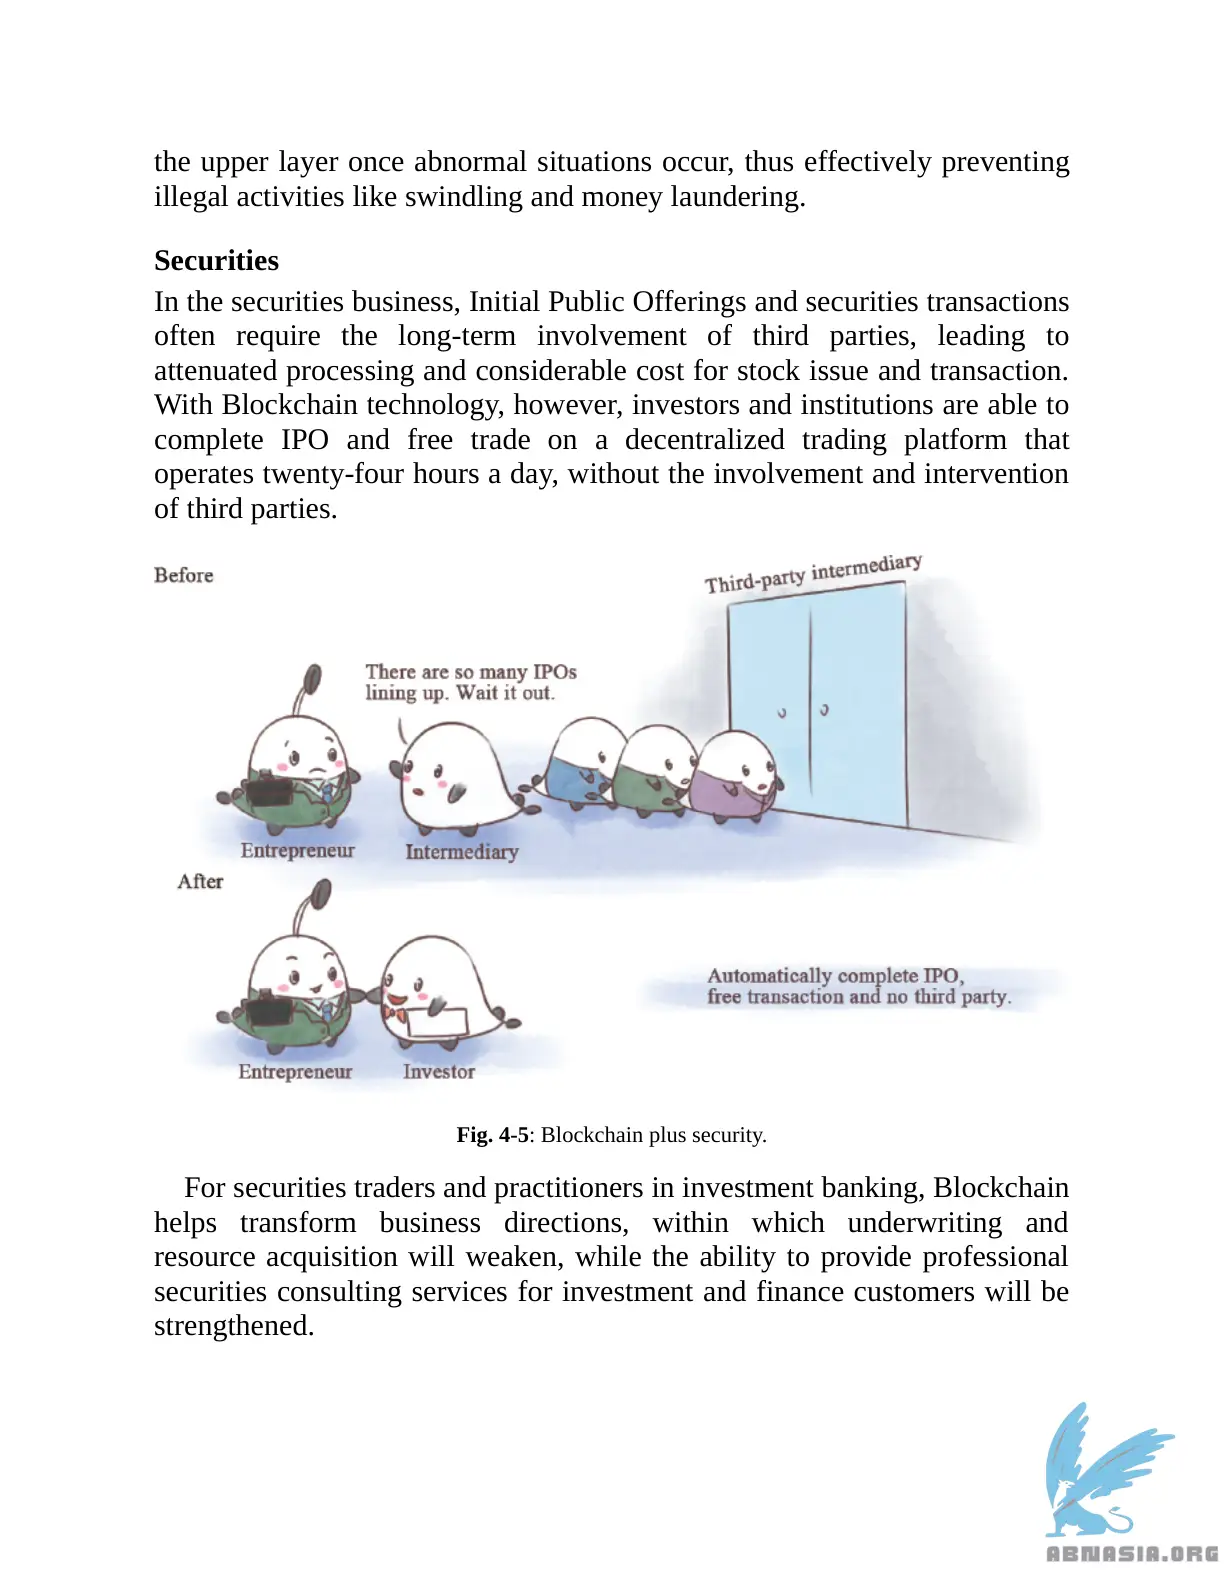 the upper layer once abnormal situations occur, thus effectively preventing
illegal activities like swindling and money laundering.
Securities
In the securities business, Initial Public Offerings and securities transactions
often require the long-term involvement of third parties, leading to
attenuated processing and considerable cost for stock issue and transaction.
With Blockchain technology, however, investors and institutions are able to
complete IPO and free trade on a decentralized trading platform that
operates twenty-four hours a day, without the involvement and intervention
of third parties.
Before
Third-party intermediary
There are so many IPOs
lining up. Wait it out.
Entrepreneur
Intermediary
After
Automatically complete IPO,
free transaction and no third party.
Entrepreneur
Investor
Fig. 4-5: Blockchain plus security.
For securities traders and practitioners in investment banking, Blockchain
helps transform business directions, within which underwriting and
resource acquisition will weaken, while the ability to provide professional
securities consulting services for investment and finance customers will be
strengthened.
ABNASIA.ORG